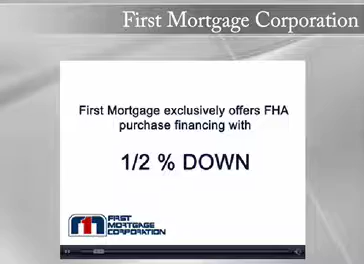 First Mortgage Corporation
First Mortgage exclusively offers FHA
purchase financing with
1/2 % DOWN
FIRST
MORTGAGE
CORPORATION